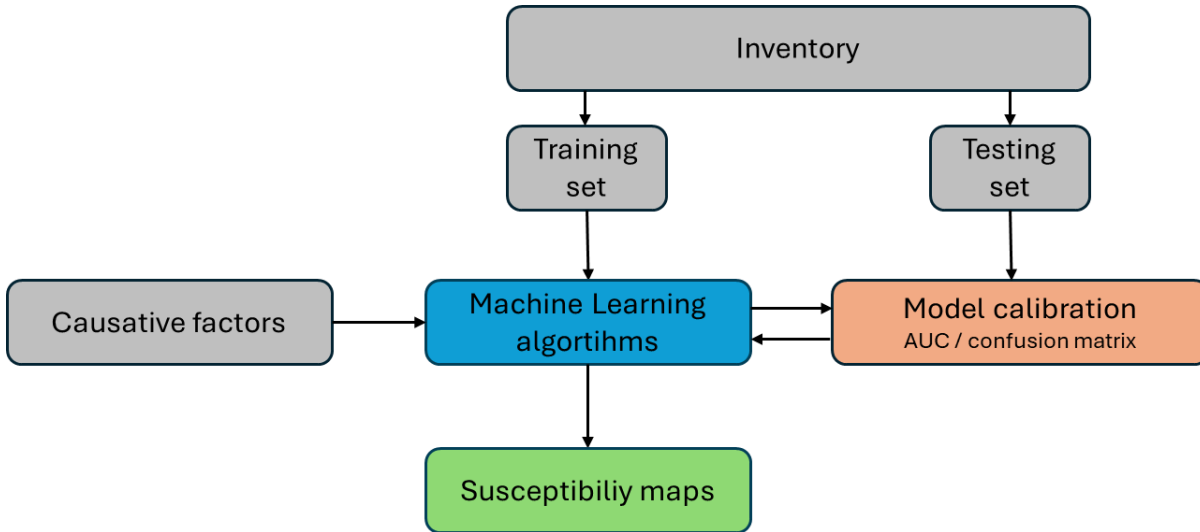 Inventory
Training
set
Testing
set
Causative factors
Machine Learning
algortihms
Model calibration
AUC / confusion matrix
Susceptibiliy maps